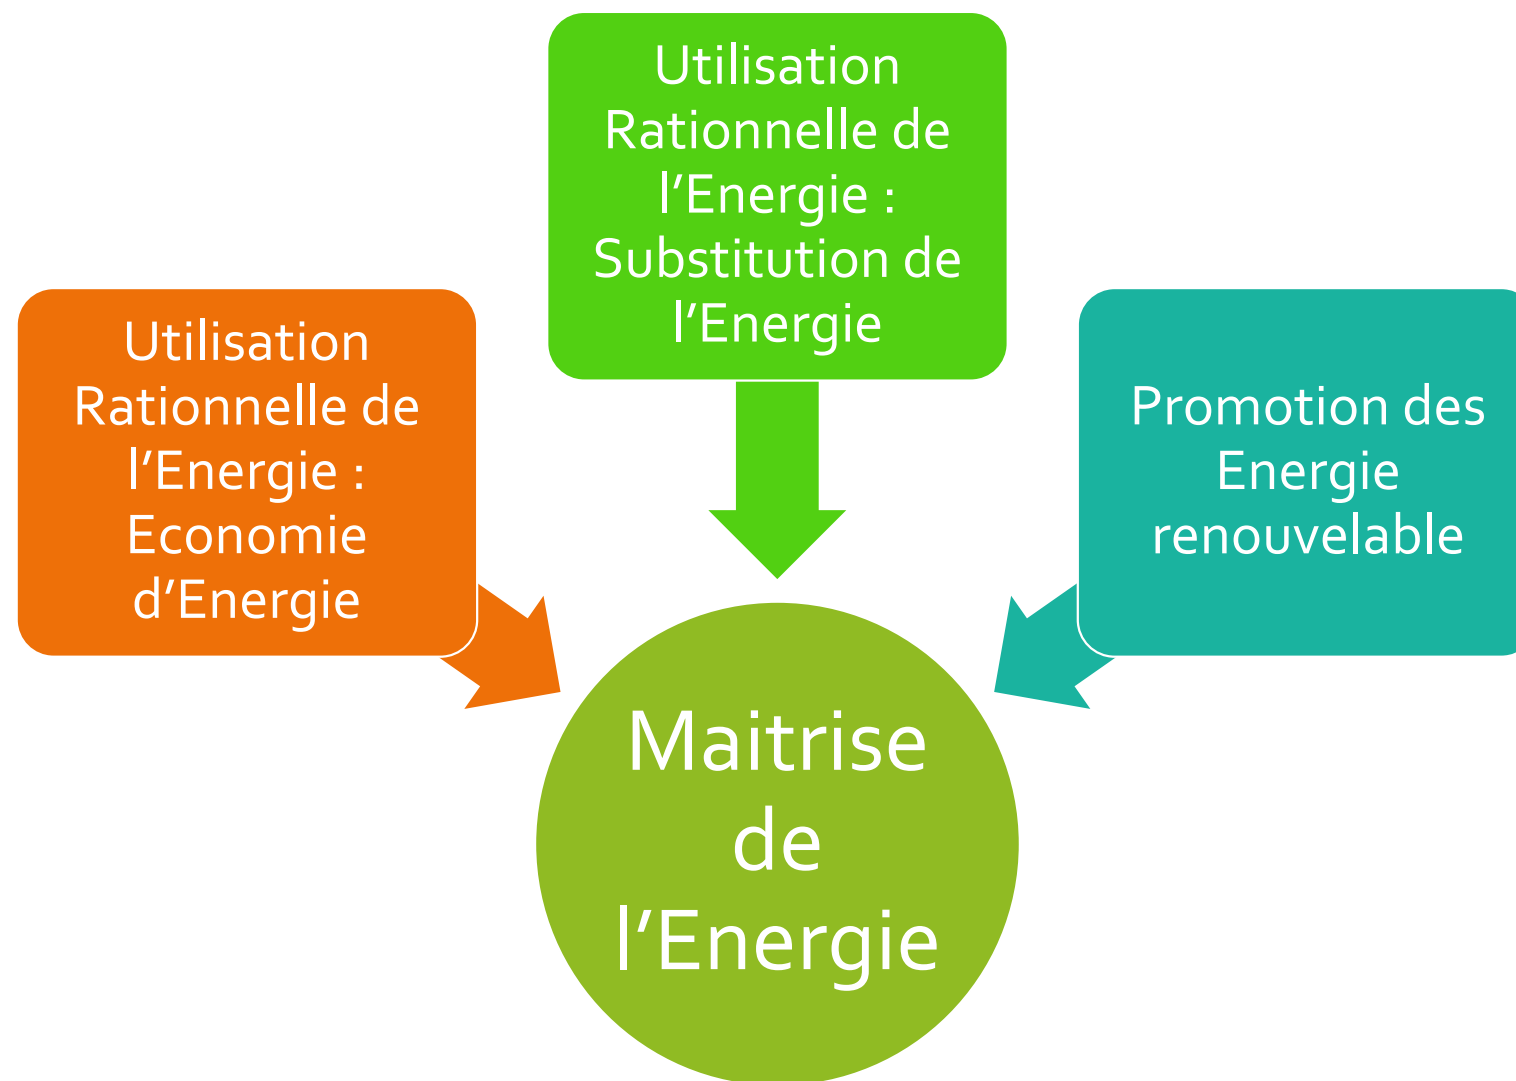 Utilisation
Rationnelle de
l’Energie :
Substitution de
l’Energie
Utilisation
Rationnelle de
l’Energie :
Economie
d’Energie
Promotion des
Energie
renouvelable
Maitrise
de
l’Energie